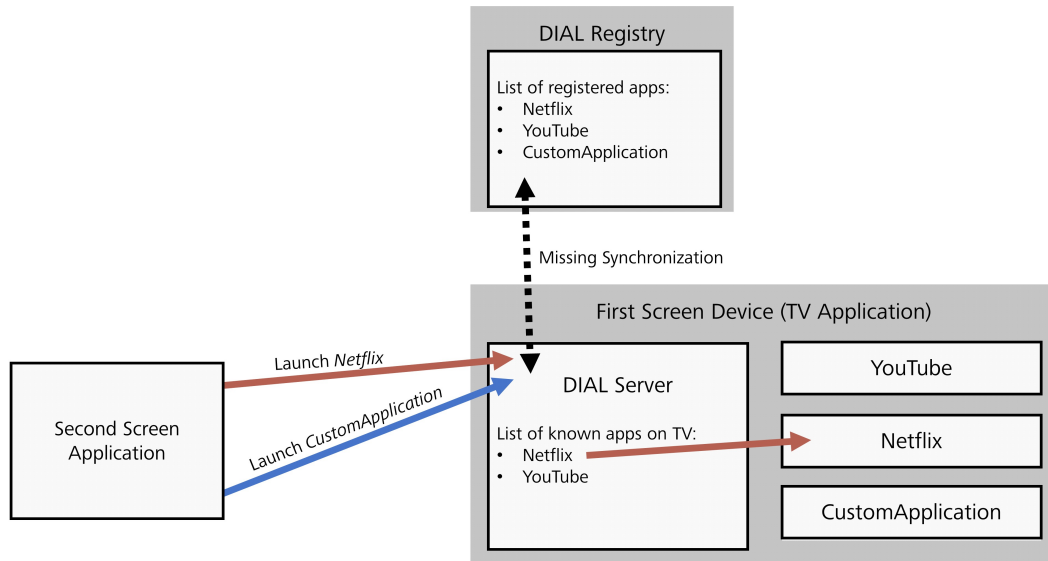 DIAL Registry
List of registered apps:
• Netflix
• YouTube
• CustomApplication
Missing Synchronization
First Screen Device (TV Application)
Launch Netflix
Launch CustomApplication
Second Screen
Application
DIAL Server
List of known apps on TV:
• Netflix
• YouTube
YouTube
Netflix
CustomApplication